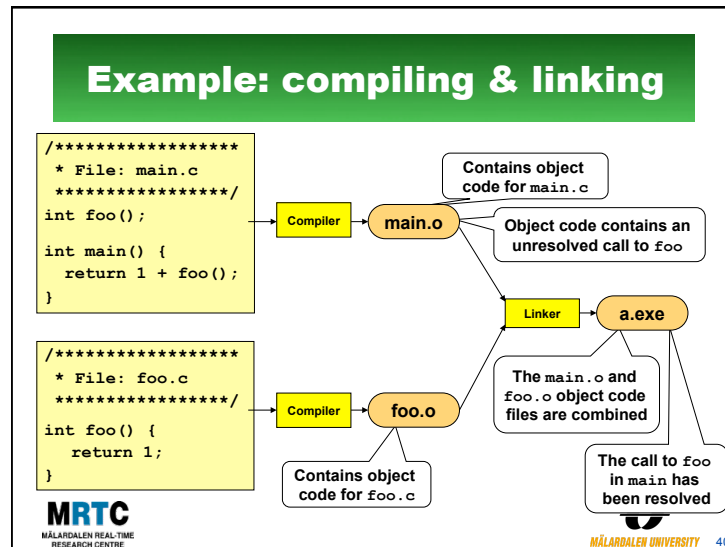 Example: compiling & linking
/******************
* File: main.c
*****************/
int foo();
int main() {
return 1 + foo();
}
Compiler
main.o
Contains object
code for main.c
Object code contains an
unresolved call to foo
Linker
a.exe
/******************
* File: foo.c
*****************/
int foo() {
return 1;
}
Compiler
foo.o
Contains object
code for foo.c
The main.o and
foo.o object code
files are combined
The call to foo
in main has
been resolved
MRTC
MÄLARDALEN REAL-TIME
RESEARCH CENTRE
MÄLARDALEN UNIVERSITY